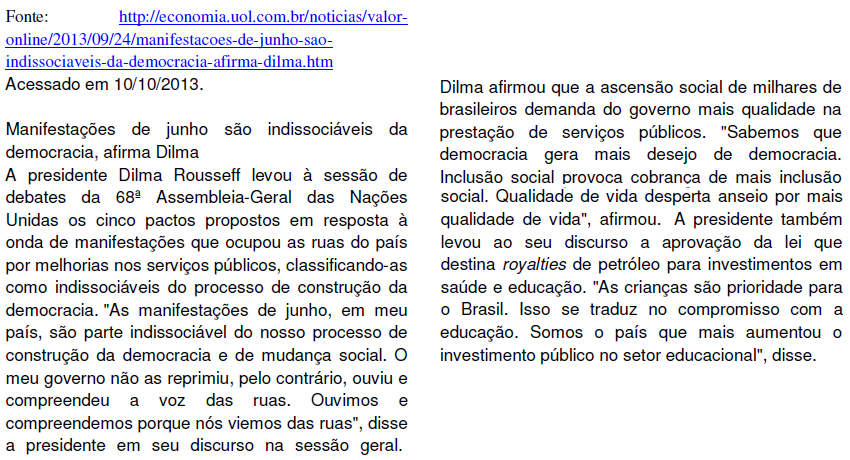 Fonte: http://economia.uol.com.br/noticias/valor-
online/2013/09/24/manifestacoes-de-junho-sao-
indissociaveis-da-democracia-afirma-dilma.htm
Acessado em 10/10/2013.
Manifestações de junho são indissociáveis da
democracia, afirma Dilma
A presidente Dilma Rousseff levou à sessão de
debates da 68ª Assembleia-Geral das Nações
Unidas os cinco pactos propostos em resposta à
onda de manifestações que ocupou as ruas do país
por melhorias nos serviços públicos, classificando-as
como indissociáveis do processo de construção da
democracia. "As manifestações de junho, em meu
país, são parte indissociável do nosso processo de
construção da democracia e de mudança social. O
meu governo não as reprimiu, pelo contrário, ouviu e
compreendeu a voz das ruas. Ouvimos e
compreendemos porque nós viemos das ruas", disse
a presidente em seu discurso na sessão geral.
Dilma afirmou que a ascensão social de milhares de
brasileiros demanda do governo mais qualidade na
prestação de serviços públicos. "Sabemos que
democracia gera mais desejo de democracia.
Inclusão social provoca cobrança de mais inclusão
social. Qualidade de vida desperta anseio por mais
qualidade de vida", afirmou. A presidente também
levou ao seu discurso a aprovação da lei que
destina royalties de petróleo para investimentos em
saúde e educação. "As crianças são prioridade para
o Brasil. Isso se traduz no compromisso com a
educação. Somos o país que mais aumentou o
investimento público no setor educacional", disse.